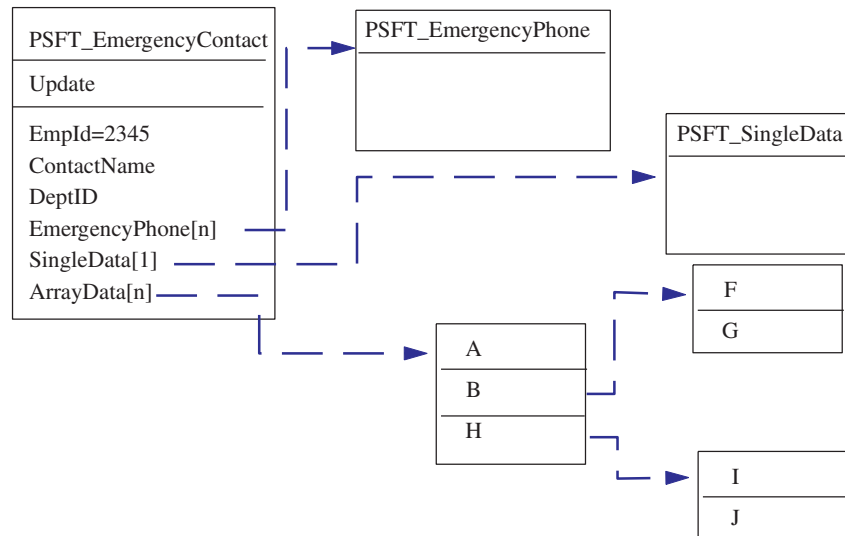 PSFT_EmergencyContact
Update
EmpId=2345
ContactName
DeptID
EmergencyPhone[n]
SingleData[1]
ArrayData[n]
PSFT_EmergencyPhone
PSFT_SingleData
A
B
H
F
G
I
J